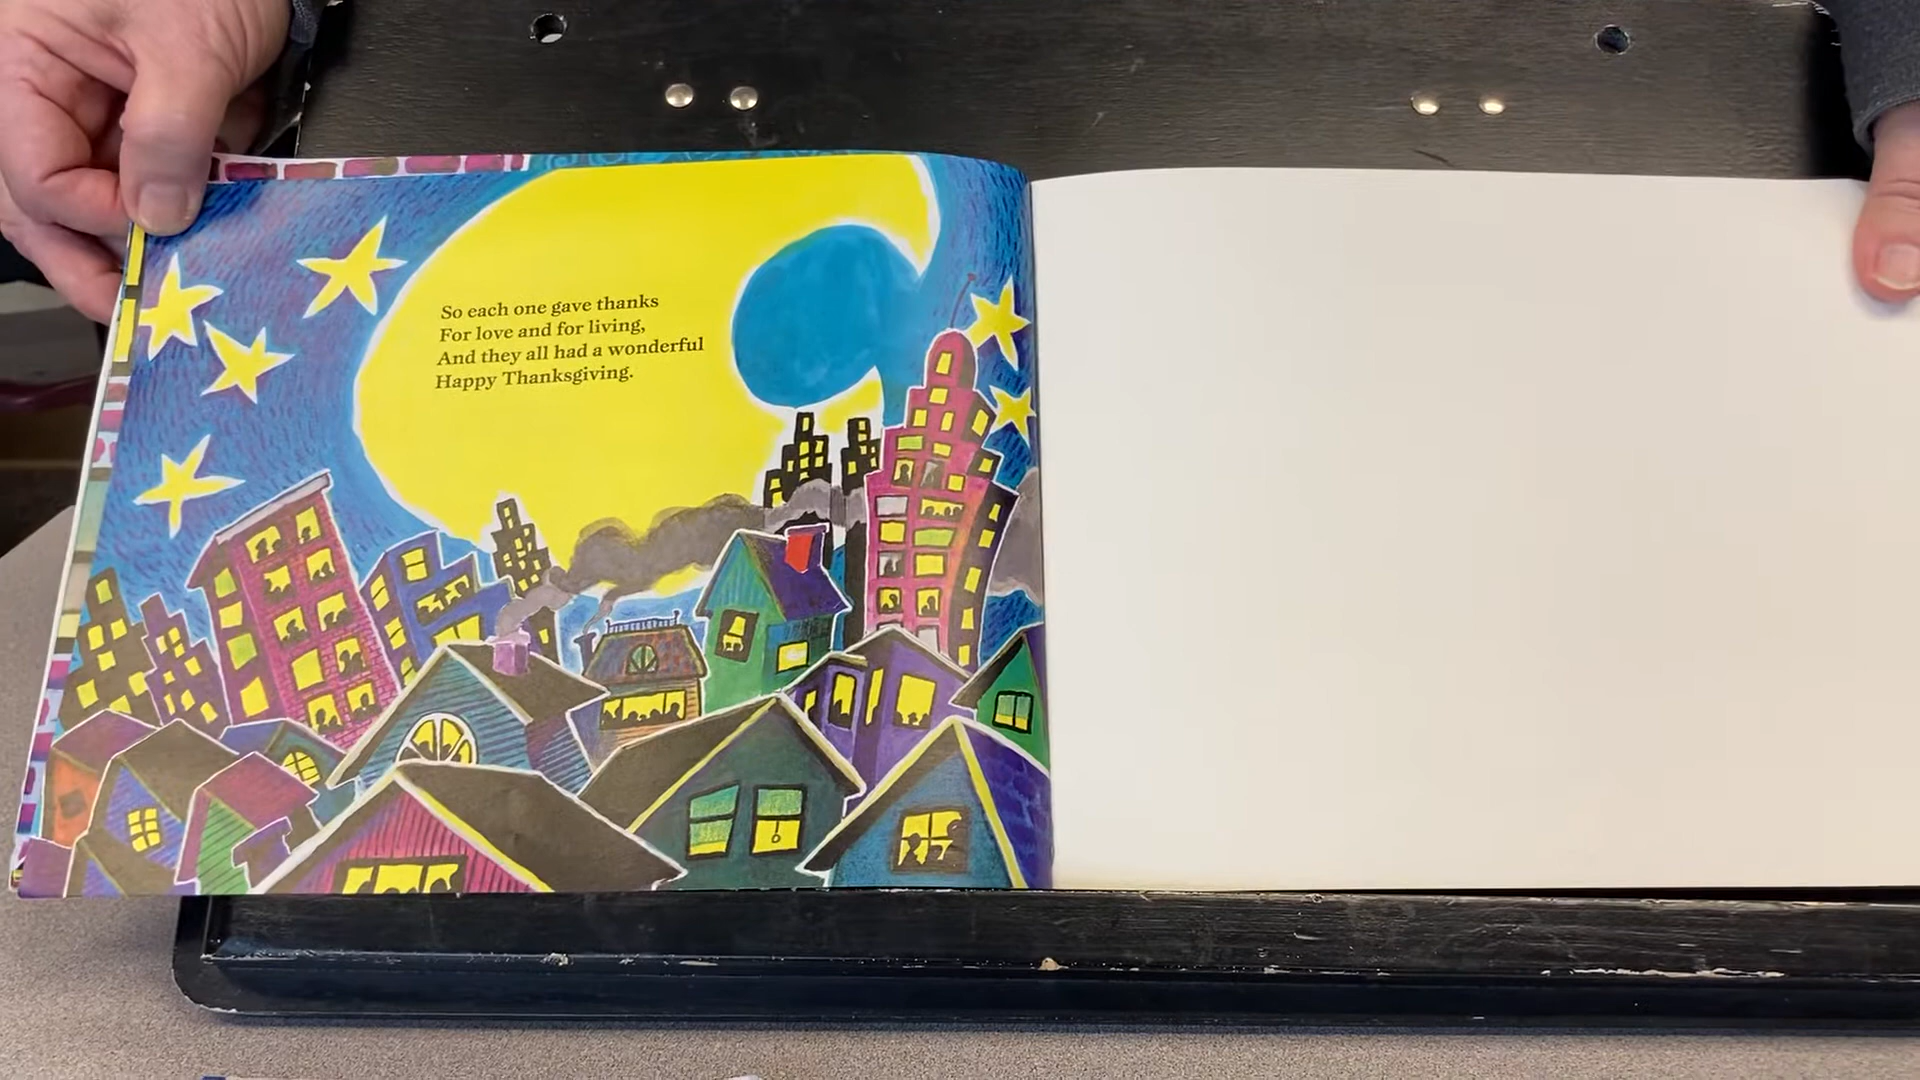 So each one gave thanks
For love and for living,
And they all had a wonderful
Happy Thanksgiving.